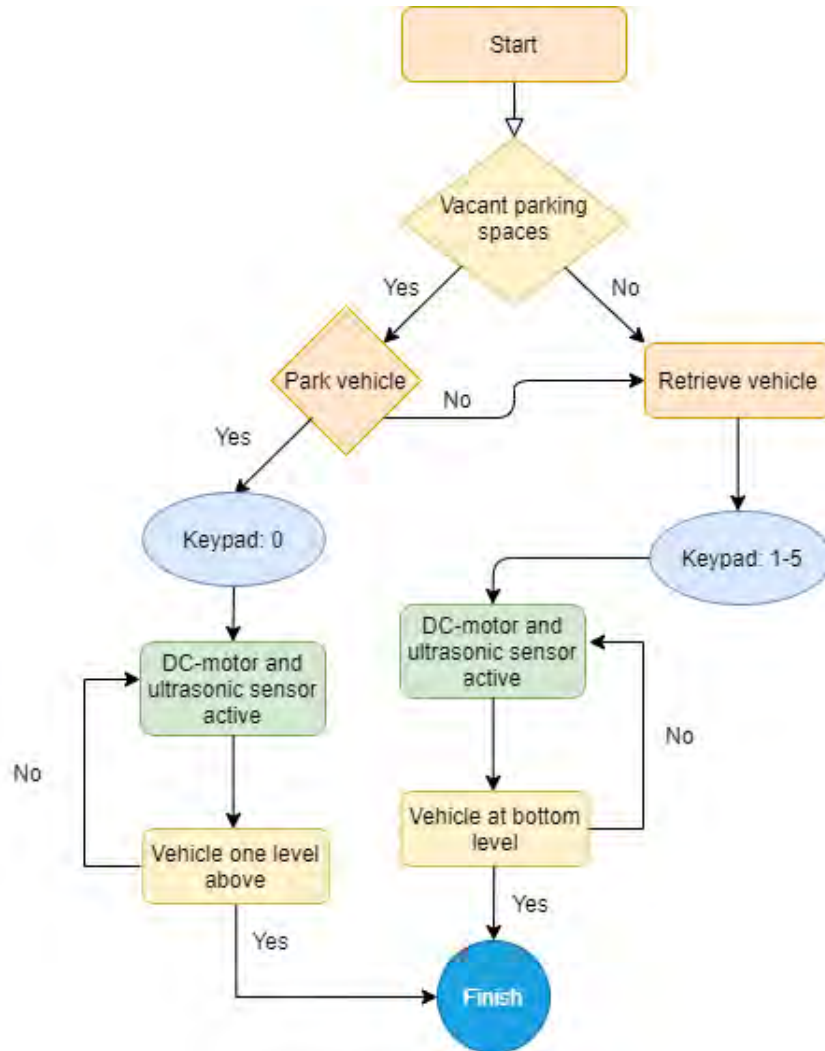 Start
Vacant parking
spaces
Yes
No
Park vehicle
No
Retrieve vehicle
Yes
Keypad: 0
Keypad: 1-5
DC-motor and
ultrasonic sensor
active
DC-motor and
ultrasonic sensor
active
No
No
Vehicle one level
above
Vehicle at bottom
level
Yes
Yes
Finish